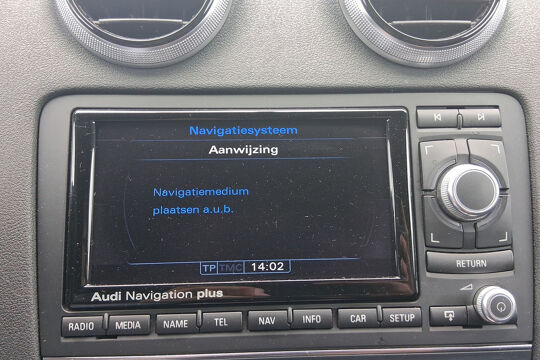 Navigatiesysteem
Aanwijzing
Navigatiemedium
plaatsen a.u.b.
TP TMC 14:02
Audi Navigation plus
RETURN
RADIO MEDIA NAME TEL NAV INFO CAR SETUP